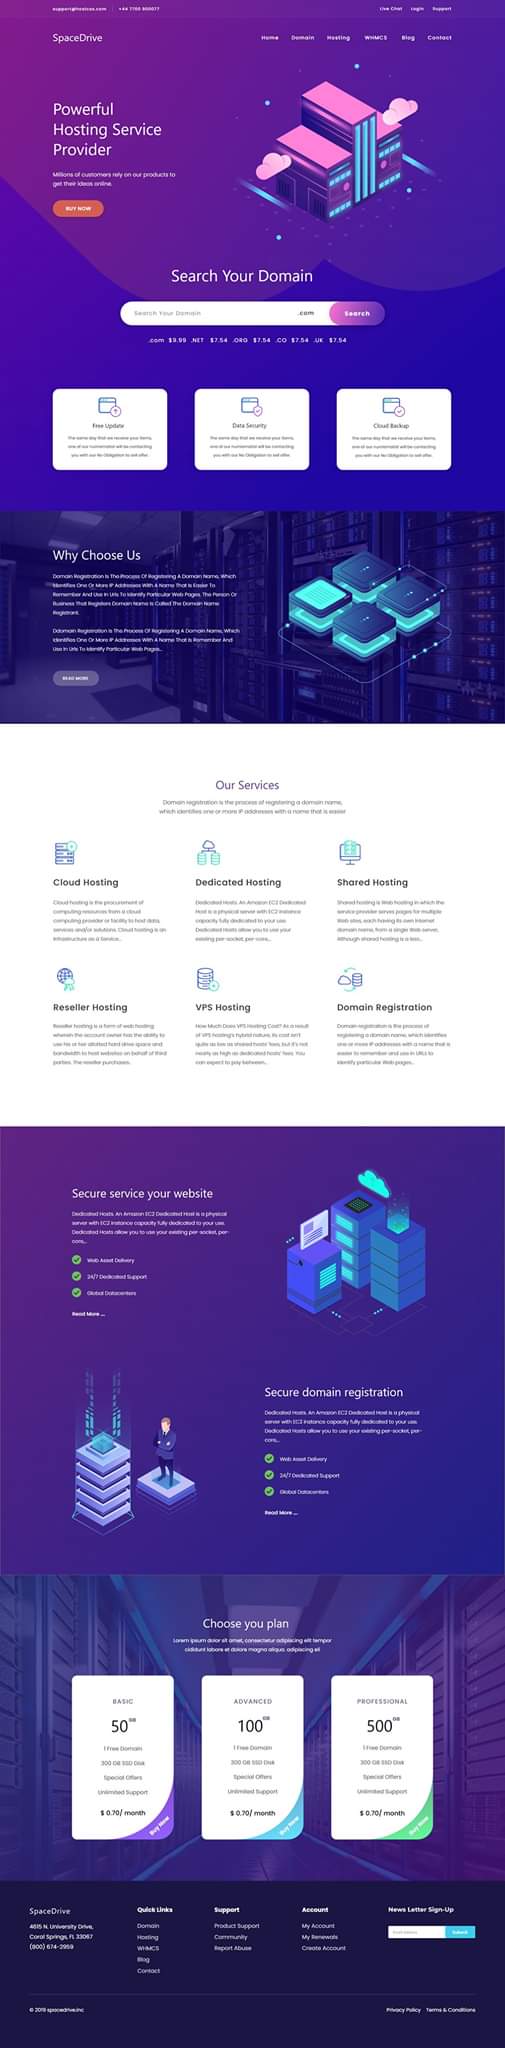 support@hostcos.com
+44 7700 900077
Live Chat
Login
Support
SpaceDrive
Home
Domain
Hosting
WHMCS
Blog
Contact
Powerful
Hosting Service
Provider
Millions of customers rely on our products to
get their ideas online.
BUY NOW
Search Your Domain
Search Your Domain
.com
Search
.com $9.99 .NET $7.54 .ORG $7.54 .CO $7.54 .UK $7.54
Free Update
The same day that we receive your items,
one of our numismatist will be contacting
you with our No Obligation to sell offer.
Data Security
The same day that we receive your items,
one of our numismatist will be contacting
you with our No Obligation to sell offer.
Cloud Backup
The same day that we receive your items,
one of our numismatist will be contacting
you with our No Obligation to sell offer.
Why Choose Us
Domain Registration Is The Process Of Registering A Domain Name, Which
Identifies One Or More IP Addresses With A Name That Is Easier To
Remember And Use In Urls To Identify Particular Web Pages. The Person Or
Business That Registers Domain Name Is Called The Domain Name
Registrant.
Ddomain Registration Is The Process Of Registering A Domain Name, Which
Identifies One Or More IP Addresses With A Name That Is Remember And
Use In Urls To Identify Particular Web Pages...
READ MORE
Our Services
Domain registration is the process of registering a domain name,
which identifies one or more IP addresses with a name that is easier
Cloud Hosting
Cloud hosting is the procurement of
computing resources from a cloud
computing provider or facility to host data,
services and/or solutions. Cloud hosting is an
Infrastructure as a Service...
Dedicated Hosting
Dedicated Hosts. An Amazon EC2 Dedicated
Host is a physical server with EC2 instance
capacity fully dedicated to your use.
Dedicated Hosts allow you to use your
existing per-socket, per-core,...
Shared Hosting
Shared hosting is Web hosting in which the
service provider serves pages for multiple
Web sites, each having its own Internet
domain name, from a single Web server.
Although shared hosting is a less...
Reseller Hosting
Reseller hosting is a form of web hosting
wherein the account owner has the ability to
use his or her allotted hard drive space and
bandwidth to host websites on behalf of third
parties. The reseller purchases..
VPS Hosting
How Much Does VPS Hosting Cost? As a result
of VPS hosting's hybrid nature, its cost isn't
quite as low as shared hosts' fees, but it's not
nearly as high as dedicated hosts' fees. You
can expect to pay between...
Domain Registration
Domain registration is the process of
registering a domain name, which identifies
one or more IP addresses with a name that is
easier to remember and use in URLs to
identify particular Web pages...
Secure service your website
Dedicated Hosts. An Amazon EC2 Dedicated Host is a physical
server with EC2 instance capacity fully dedicated to your use.
Dedicated Hosts allow you to use your existing per-socket, per-
core,...
Web Asset Delivery
24/7 Dedicated Support
Global Datacenters
Read More ...
Secure domain registration
Dedicated Hosts. An Amazon EC2 Dedicated Host is a physical
server with EC2 instance capacity fully dedicated to your use.
Dedicated Hosts allow you to use your existing per-socket, per-
core,...
Web Asset Delivery
24/7 Dedicated Support
Global Datacenters
Read More ...
Choose you plan
Lorem ipsum dolor sit amet, consectetur adipiscing elit tempor
cididunt labore et dolore magna aliqua. adipiscing eli
BASIC
50 GB
1 Free Domain
300 GB SSD Disk
Special Offers
Unlimited Support
$ 0.70/ month
Buy Now
ADVANCED
100 GB
1 Free Domain
300 GB SSD Disk
Special Offers
Unlimited Support
$ 0.70/ month
Buy Now
PROFESSIONAL
500 GB
1 Free Domain
300 GB SSD Disk
Special Offers
Unlimited Support
$ 0.70/ month
Buy Now
SpaceDrive
4615 N. University Drive,
Coral Springs, FL 33067
(800) 674-2959
Quick Links
Domain
Hosting
WHMCS
Blog
Contact
Support
Product Support
Cammunity
Report Abuse
Account
My Account
My Renewals
Create Account
News Letter Sign-Up
Email Address
Submit
© 2019 spacedrive.inc
Privacy Policy
Terms & Conditions